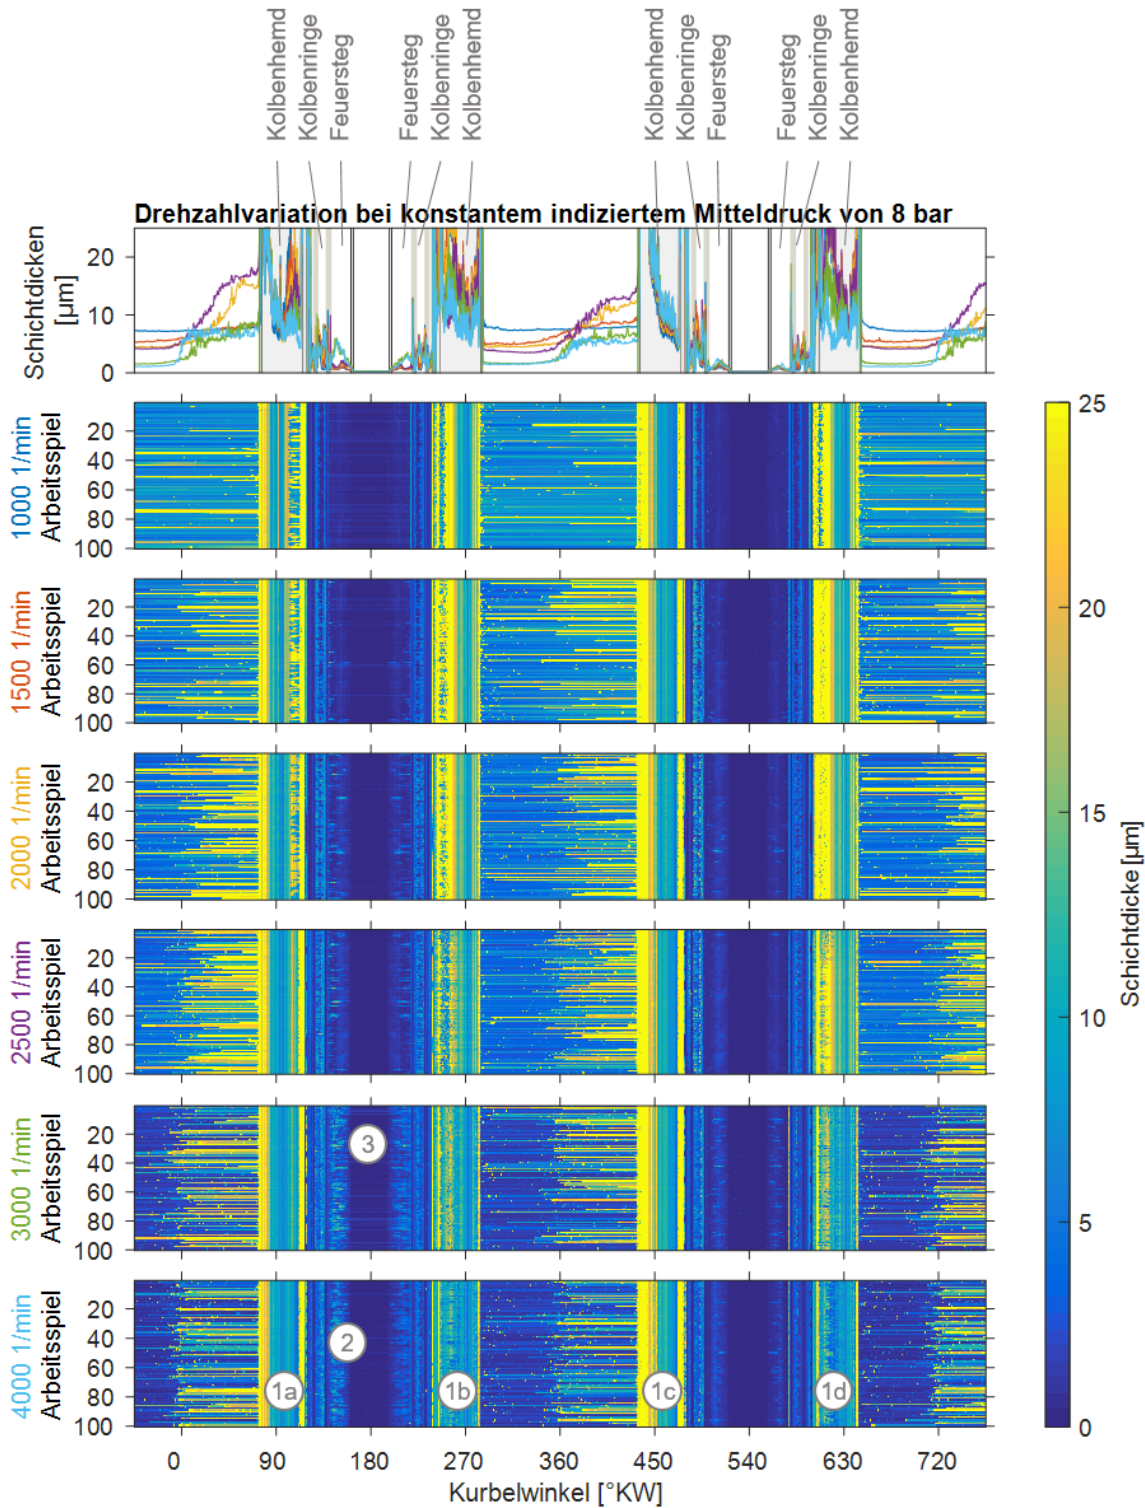 Kolbenhemd
Kolbenringe
Feuersteg
Feuersteg
Kolbenringe
Kolbenhemd
Kolbenhemd
Kolbenringe
Feuersteg
Feuersteg
Kolbenringe
Kolbenhemd
Drehzahlvariation bei konstantem indiziertem Mitteldruck von 8 bar
Schichtdicken
[µm]
20
10
0
1000 1/min
Arbeitsspiel
20
40
60
80
100
1500 1/min
Arbeitsspiel
20
40
60
80
100
2000 1/min
Arbeitsspiel
20
40
60
80
100
2500 1/min
Arbeitsspiel
20
40
60
80
100
3000 1/min
Arbeitsspiel
20
40
60
80
100
3
4000 1/min
Arbeitsspiel
20
40
60
80
100
2
1a
1b
1c
1d
0 90 180 270 360 450 540 630 720
Kurbelwinkel [°KW]
25
20
15
10
5
0
Schichtdicke [µm]